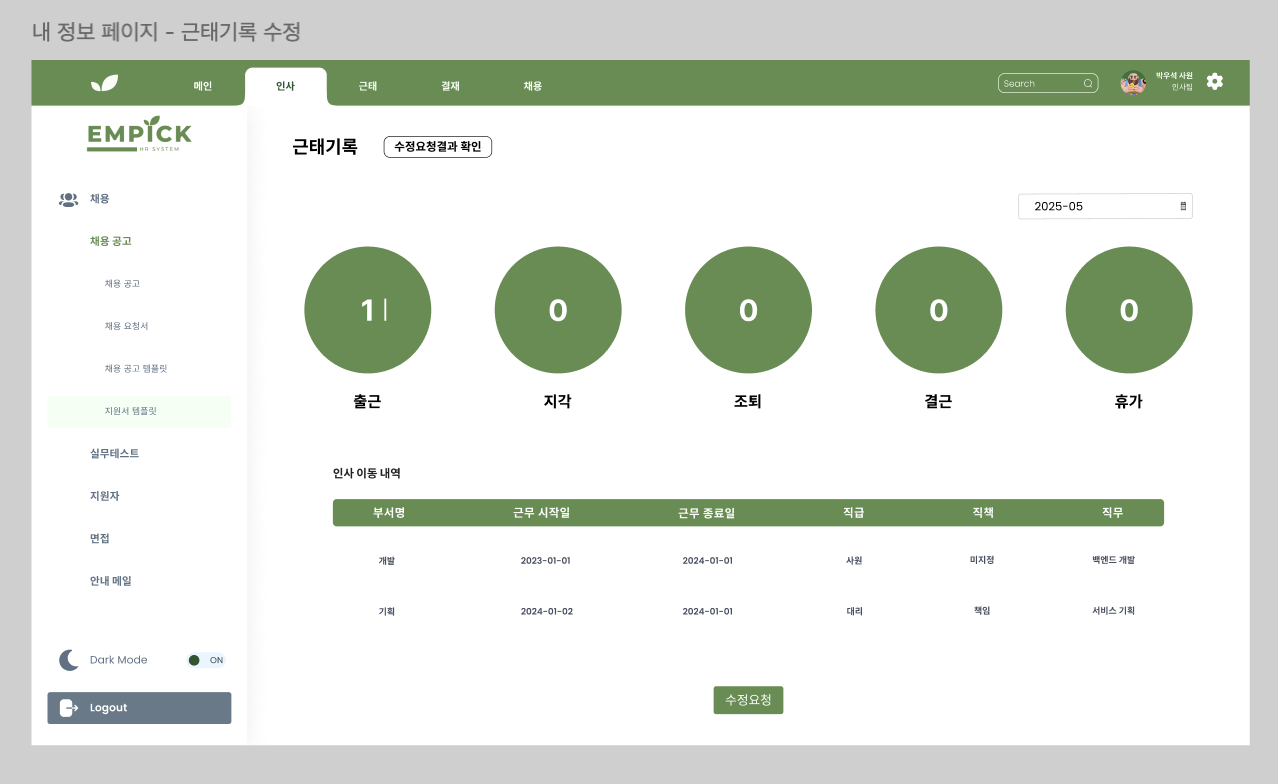 내 정보 페이지 - 근태기록 수정
메인 인사 근태 결재 채용
Search
박우석 사원
인사팀
EMPICK
HR SYSTEM
채용
채용 공고
채용 공고
채용 요청서
채용 공고 템플릿
지원서 템플릿
실무테스트
지원자
면접
안내 메일
Dark Mode ON
Logout
근태기록 수정요청결과 확인
2025-05
1 0 0 0 0
출근 지각 조퇴 결근 휴가
인사 이동 내역
부서명 근무 시작일 근무 종료일 직급 직책 직무
개발 2023-01-01 2024-01-01 사원 미지정 백엔드 개발
기획 2024-01-02 2024-01-01 대리 책임 서비스 기획
수정요청